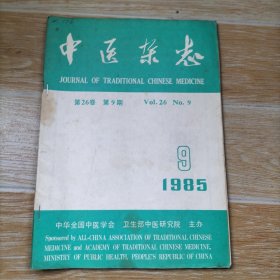 中医杂志
JOURNAL OF TRADITIONAL CHINESE MEDICINE
第26卷 第9期 Vol. 26 No. 9
9
1985
中华全国中医学会 卫生部中医研究院 主办
Sponsored by ALL-CHINA ASSOCIATION OF TRADITIONAL CHINESE
MEDICINE and ACADEMY OF TRADITIONAL CHINESE MEDICINE,
MINISTRY OF PUBLIC HEALTH, PEOPLE'S REPUBLIC OF CHINA